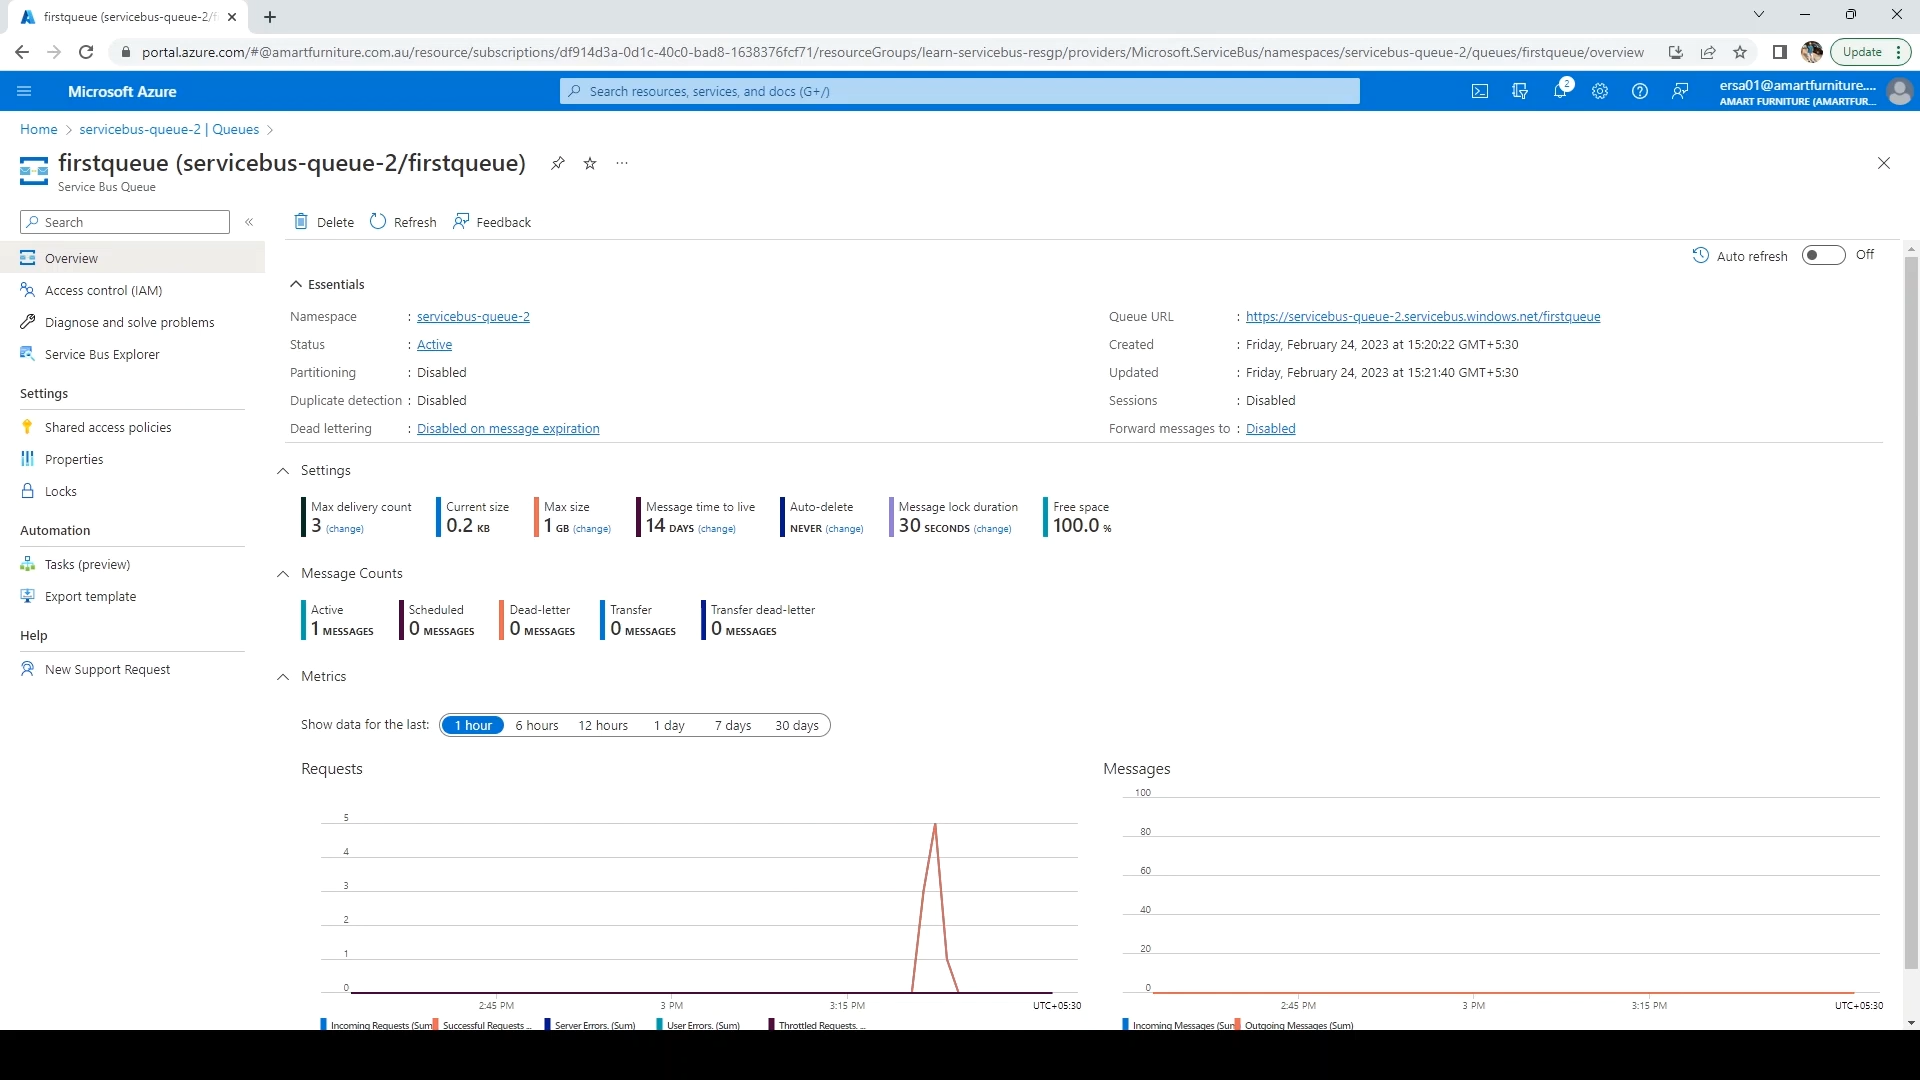 firstqueue (servicebus-queue-2/f
portal.azure.com/#@amartfurniture.com.au/resource/subscriptions/df914d3a-0d1c-40c0-bad8-1638376fcf71/resourceGroups/learn-servicebus-resgp/providers/Microsoft.ServiceBus/namespaces/servicebus-queue-2/queues/firstqueue/overview
Update
Microsoft Azure
Search resources, services, and docs (G+/)
2
ersa01@amartfurniture....
AMART FURNITURE (AMARTFUR...
Home > servicebus-queue-2 | Queues >
firstqueue (servicebus-queue-2/firstqueue)
Service Bus Queue
Search
Delete
Refresh
Feedback
Auto refresh
Off
Overview
Access control (IAM)
Diagnose and solve problems
Service Bus Explorer
Settings
Shared access policies
Properties
Locks
Automation
Tasks (preview)
Export template
Help
New Support Request
Essentials
Namespace : servicebus-queue-2
Status : Active
Partitioning : Disabled
Duplicate detection : Disabled
Dead lettering : Disabled on message expiration
Queue URL : https://servicebus-queue-2.servicebus.windows.net/firstqueue
Created : Friday, February 24, 2023 at 15:20:22 GMT+5:30
Updated : Friday, February 24, 2023 at 15:21:40 GMT+5:30
Sessions : Disabled
Forward messages to : Disabled
Settings
Max delivery count
3 (change)
Current size
0.2 KB
Max size
1 GB (change)
Message time to live
14 DAYS (change)
Auto-delete
NEVER (change)
Message lock duration
30 SECONDS (change)
Free space
100.0 %
Message Counts
Active
1 MESSAGES
Scheduled
0 MESSAGES
Dead-letter
0 MESSAGES
Transfer
0 MESSAGES
Transfer dead-letter
0 MESSAGES
Metrics
Show data for the last: 1 hour 6 hours 12 hours 1 day 7 days 30 days
Requests
5
4
3
2
1
0
2:45 PM 3 PM 3:15 PM UTC+05:30
Incoming Requests (Sum Successful Requests ... Server Errors. (Sum) User Errors. (Sum) Throttled Requests. ...
Messages
100
80
60
40
20
0
2:45 PM 3 PM 3:15 PM UTC+05:30
Incoming Messages (Sum Outgoing Messages (Sum)